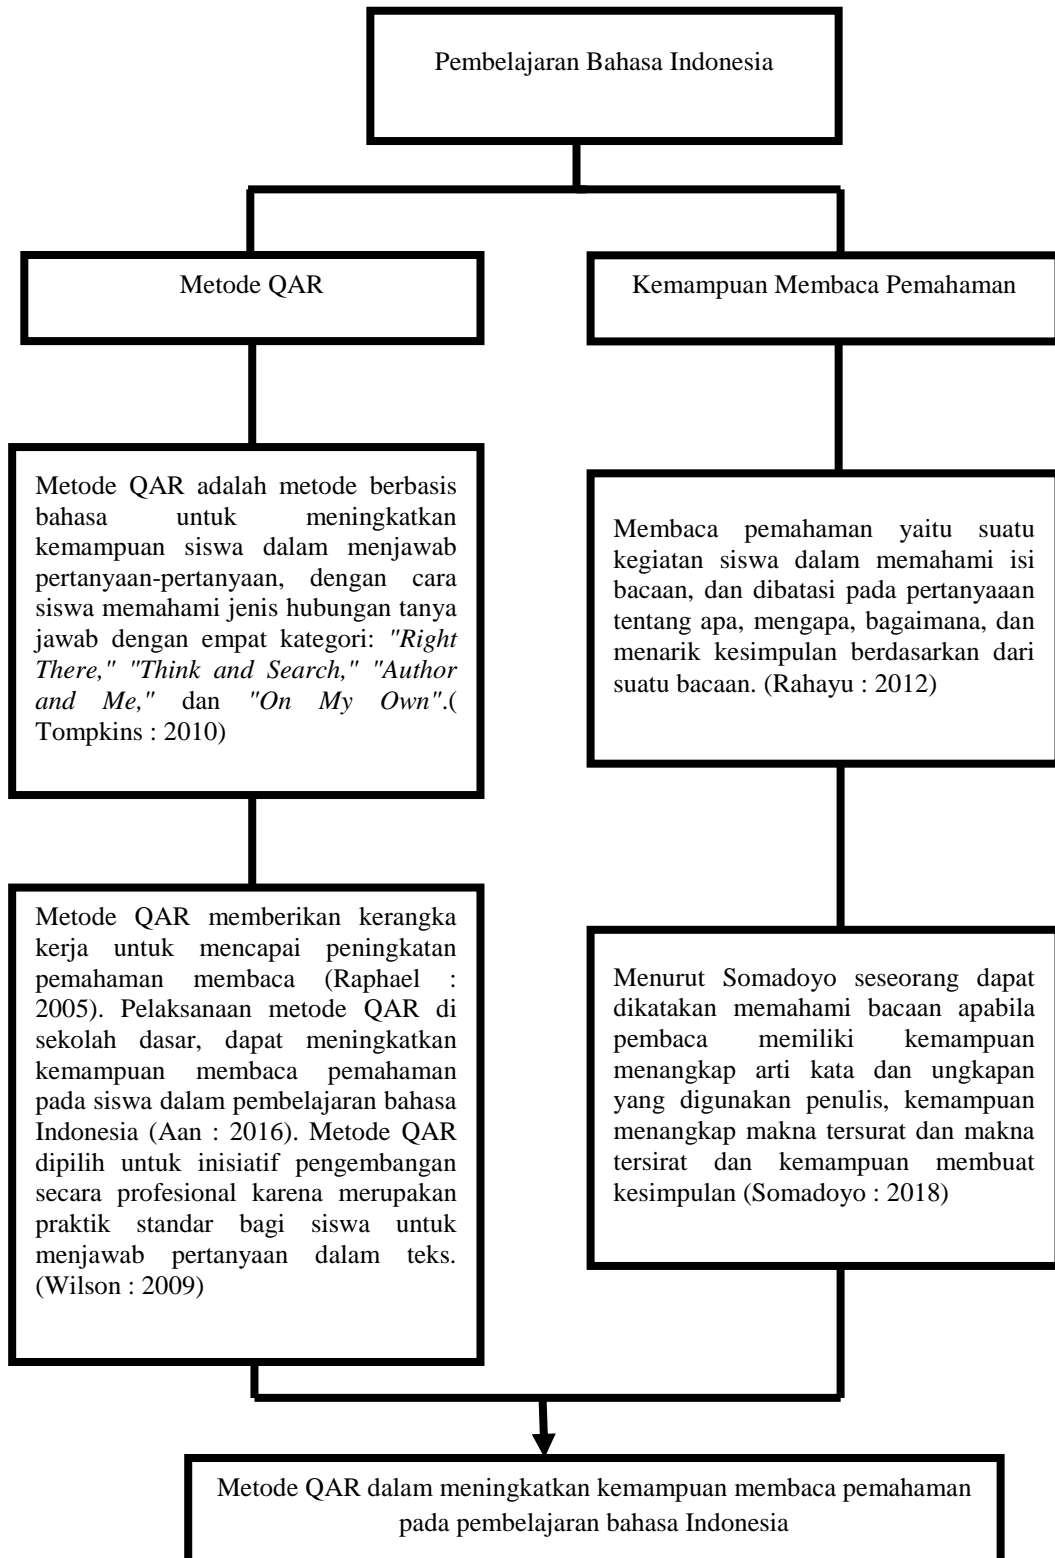 Pembelajaran Bahasa Indonesia
Metode QAR
Kemampuan Membaca Pemahaman
Metode QAR adalah metode berbasis
bahasa untuk meningkatkan
kemampuan siswa dalam menjawab
pertanyaan-pertanyaan, dengan cara
siswa memahami jenis hubungan tanya
jawab dengan empat kategori: "Right
There," "Think and Search," "Author
and Me," dan "On My Own".(
Tompkins : 2010)
Membaca pemahaman yaitu suatu
kegiatan siswa dalam memahami isi
bacaan, dan dibatasi pada pertanyaaan
tentang apa, mengapa, bagaimana, dan
menarik kesimpulan berdasarkan dari
suatu bacaan. (Rahayu : 2012)
Metode QAR memberikan kerangka
kerja untuk mencapai peningkatan
pemahaman membaca (Raphael :
2005). Pelaksanaan metode QAR di
sekolah dasar, dapat meningkatkan
kemampuan membaca pemahaman
pada siswa dalam pembelajaran bahasa
Indonesia (Aan : 2016). Metode QAR
dipilih untuk inisiatif pengembangan
secara profesional karena merupakan
praktik standar bagi siswa untuk
menjawab pertanyaan dalam teks.
(Wilson : 2009)
Menurut Somadoyo seseorang dapat
dikatakan memahami bacaan apabila
pembaca memiliki kemampuan
menangkap arti kata dan ungkapan
yang digunakan penulis, kemampuan
menangkap makna tersurat dan makna
tersirat dan kemampuan membuat
kesimpulan (Somadoyo : 2018)
Metode QAR dalam meningkatkan kemampuan membaca pemahaman
pada pembelajaran bahasa Indonesia